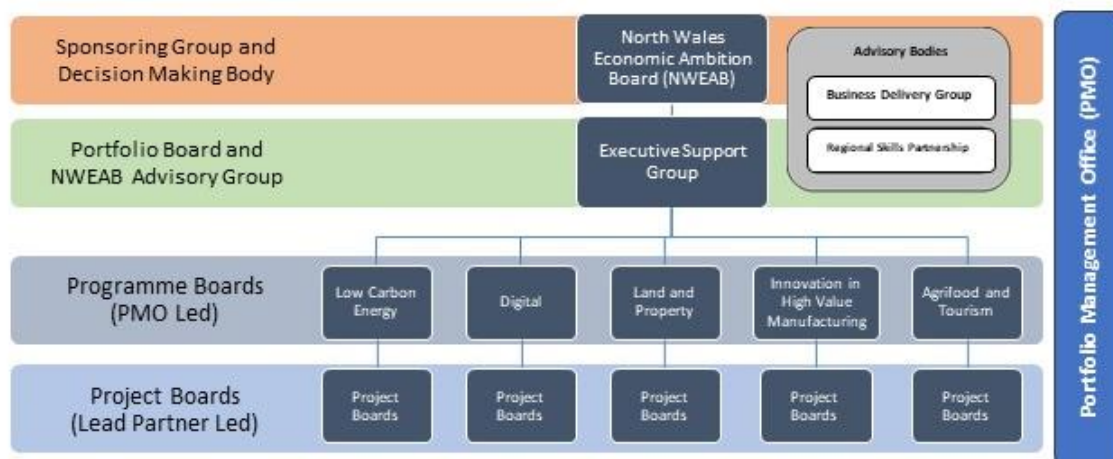 Sponsoring Group and
Decision Making Body
North Wales
Economic Ambition
Board (NWEAB)
Advisory Bodies
Business Delivery Group
Regional Skills Partnership
Portfolio Board and
NWEAB Advisory Group
Executive Support
Group
Programme Boards
(PMO Led)
Low Carbon
Energy
Digital
Land and
Property
Innovation in
High Value
Manufacturing
Agrifood and
Tourism
Project Boards
(Lead Partner Led)
Project
Boards
Project
Boards
Project
Boards
Project
Boards
Project
Boards
Portfolio Management Office (PMO)